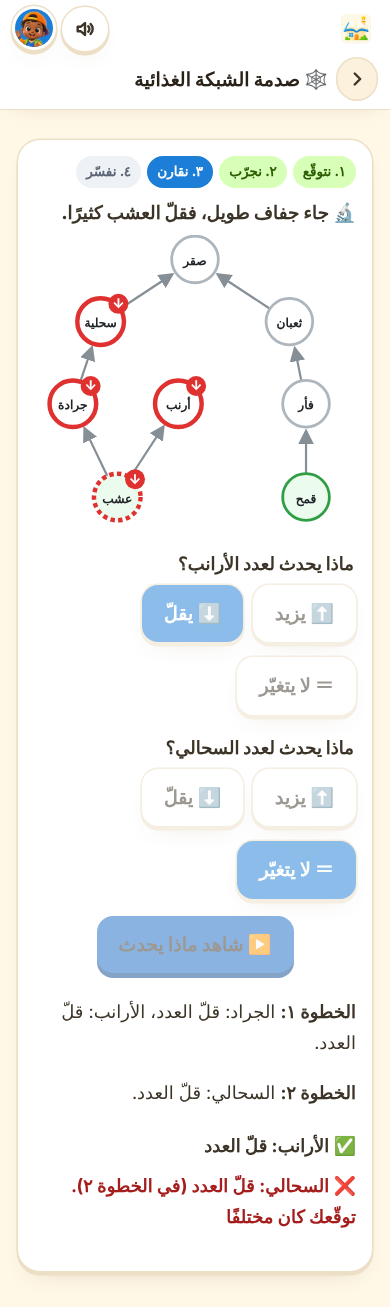 🕸️ صدمة الشبكة الغذائية
١. نتوقّع
٢. نجرّب
٣. نقارن
٤. نفسّر
🔬 جاء جفاف طويل، فقلّ العشب كثيرًا.
صقر
ثعبان
سحلية
فأر
أرنب
جرادة
قمح
عشب
ماذا يحدث لعدد الأرانب؟
⬆️ يزيد
⬇️ يقلّ
= لا يتغيّر
ماذا يحدث لعدد السحالي؟
⬆️ يزيد
⬇️ يقلّ
= لا يتغيّر
▶️ شاهد ماذا يحدث
الخطوة ١: الجراد: قلّ العدد، الأرانب: قلّ
العدد.
الخطوة ٢: السحالي: قلّ العدد.
✅ الأرانب: قلّ العدد
❌ السحالي: قلّ العدد (في الخطوة ٢).
توقّعك كان مختلفًا